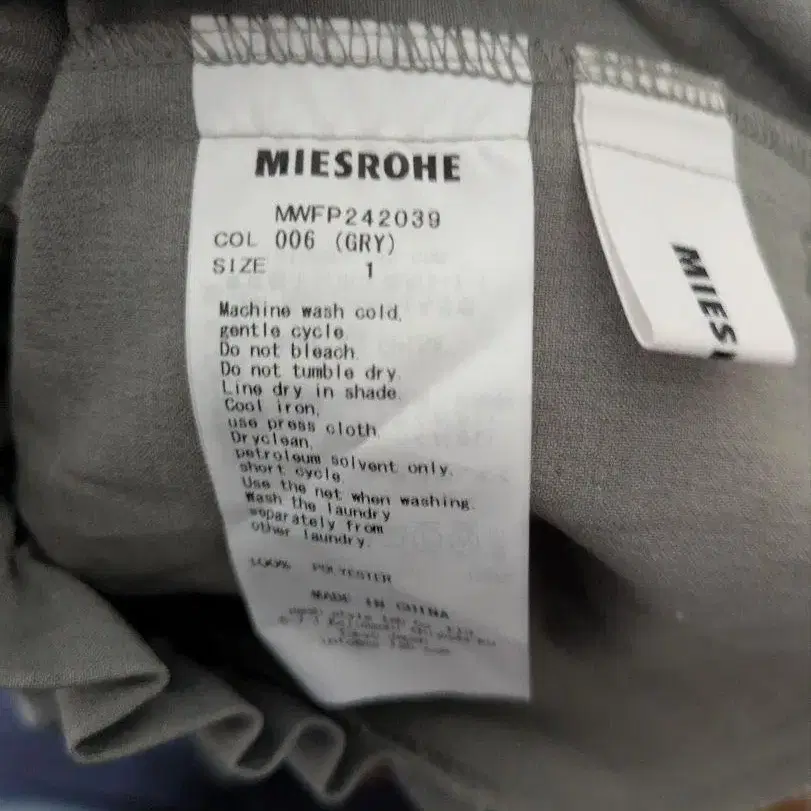 MIESROHE
MWFP242039
COL 006 (GRY)
SIZE 1
Machine wash cold,
gentle cycle.
Do not bleach.
Do not tumble dry.
Line dry in shade.
Cool iron,
use press cloth.
Dryclean,
petroleum solvent only.
short cycle.
Use the net when washing.
Wash the laundry
separately from
other laundry.
100% POLYESTER
MADE IN CHINA
MIES